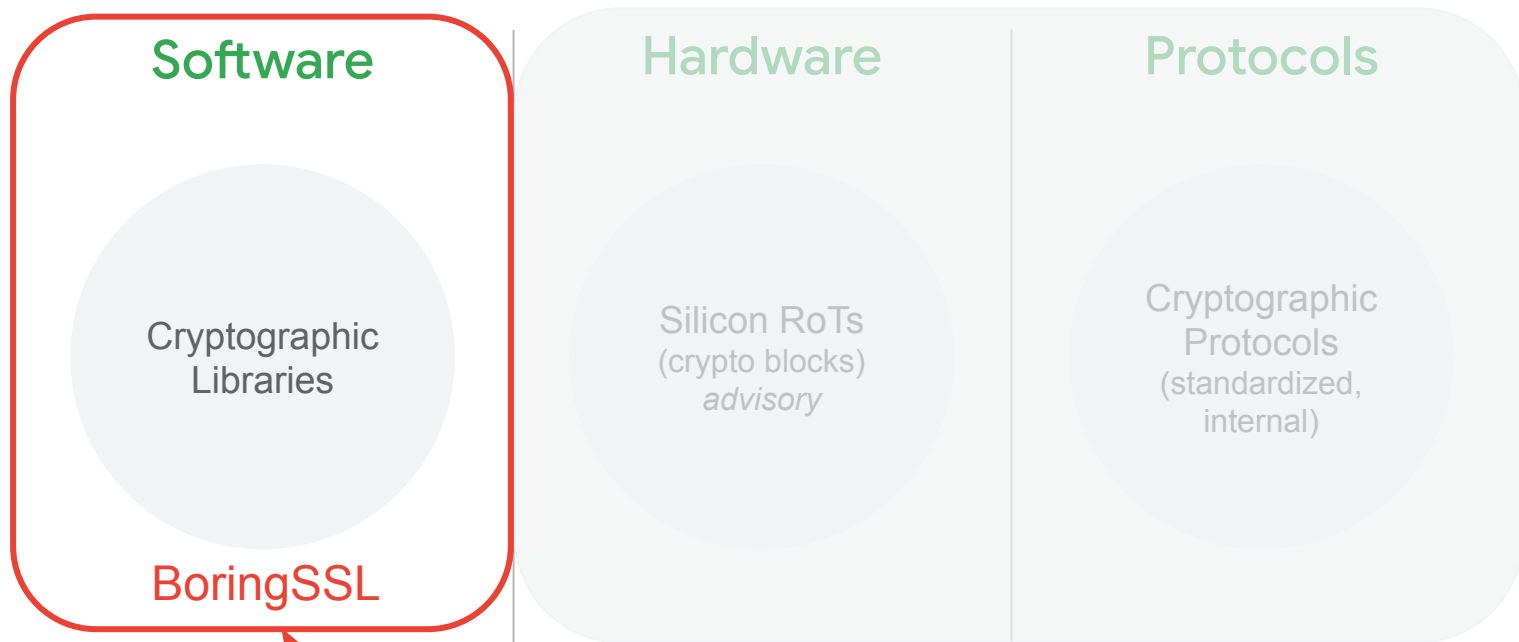 Software
Cryptographic
Libraries
BoringSSL
Hardware
Silicon RoTs
(crypto blocks)
advisory
Protocols
Cryptographic
Protocols
(standardized,
internal)